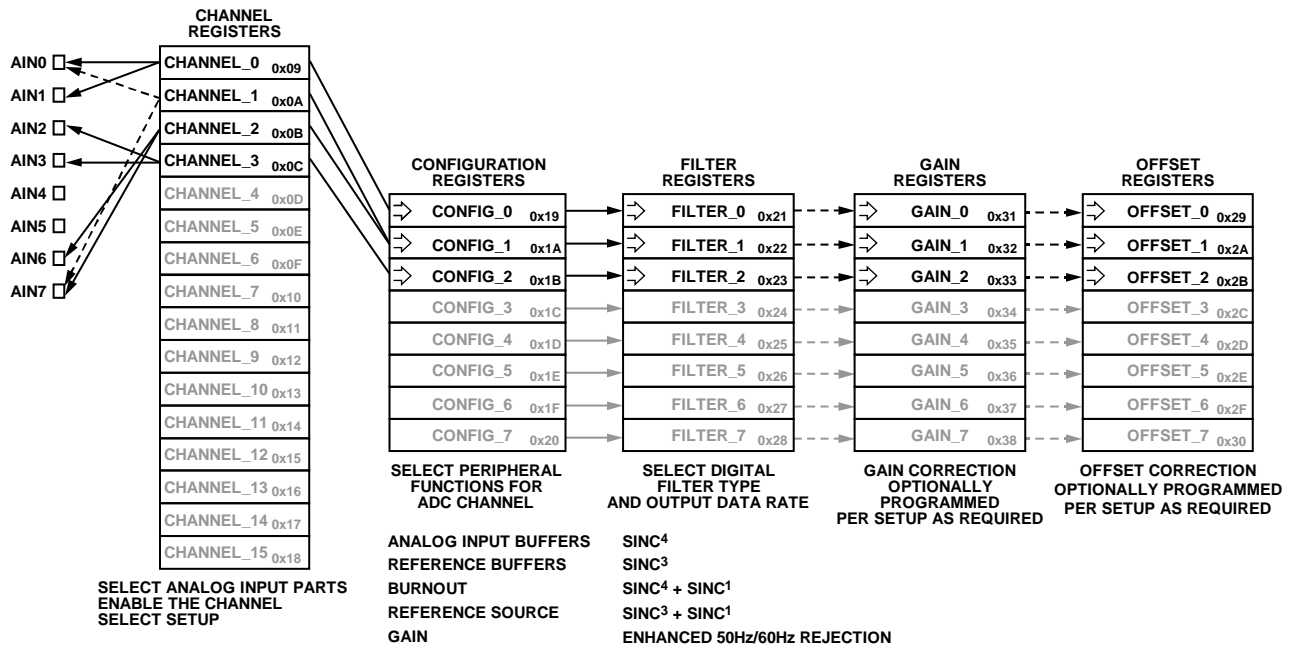 CHANNEL
REGISTERS
AIN0
AIN1
AIN2
AIN3
AIN4
AIN5
AIN6
AIN7
CHANNEL_0 0x09
CHANNEL_1 0x0A
CHANNEL_2 0x0B
CHANNEL_3 0x0C
CHANNEL_4 0x0D
CHANNEL_5 0x0E
CHANNEL_6 0x0F
CHANNEL_7 0x10
CHANNEL_8 0x11
CHANNEL_9 0x12
CHANNEL_10 0x13
CHANNEL_11 0x14
CHANNEL_12 0x15
CHANNEL_13 0x16
CHANNEL_14 0x17
CHANNEL_15 0x18
SELECT ANALOG INPUT PARTS
ENABLE THE CHANNEL
SELECT SETUP
CONFIGURATION
REGISTERS
CONFIG_0 0x19
CONFIG_1 0x1A
CONFIG_2 0x1B
CONFIG_3 0x1C
CONFIG_4 0x1D
CONFIG_5 0x1E
CONFIG_6 0x1F
CONFIG_7 0x20
SELECT PERIPHERAL
FUNCTIONS FOR
ADC CHANNEL
ANALOG INPUT BUFFERS
REFERENCE BUFFERS
BURNOUT
REFERENCE SOURCE
GAIN
FILTER
REGISTERS
FILTER_0 0x21
FILTER_1 0x22
FILTER_2 0x23
FILTER_3 0x24
FILTER_4 0x25
FILTER_5 0x26
FILTER_6 0x27
FILTER_7 0x28
SELECT DIGITAL
FILTER TYPE
AND OUTPUT DATA RATE
SINC4
SINC3
SINC4 + SINC1
SINC3 + SINC1
ENHANCED 50Hz/60Hz REJECTION
GAIN
REGISTERS
GAIN_0 0x31
GAIN_1 0x32
GAIN_2 0x33
GAIN_3 0x34
GAIN_4 0x35
GAIN_5 0x36
GAIN_6 0x37
GAIN_7 0x38
GAIN CORRECTION
OPTIONALLY
PROGRAMMED
PER SETUP AS REQUIRED
OFFSET
REGISTERS
OFFSET_0 0x29
OFFSET_1 0x2A
OFFSET_2 0x2B
OFFSET_3 0x2C
OFFSET_4 0x2D
OFFSET_5 0x2E
OFFSET_6 0x2F
OFFSET_7 0x30
OFFSET CORRECTION
OPTIONALLY PROGRAMMED
PER SETUP AS REQUIRED